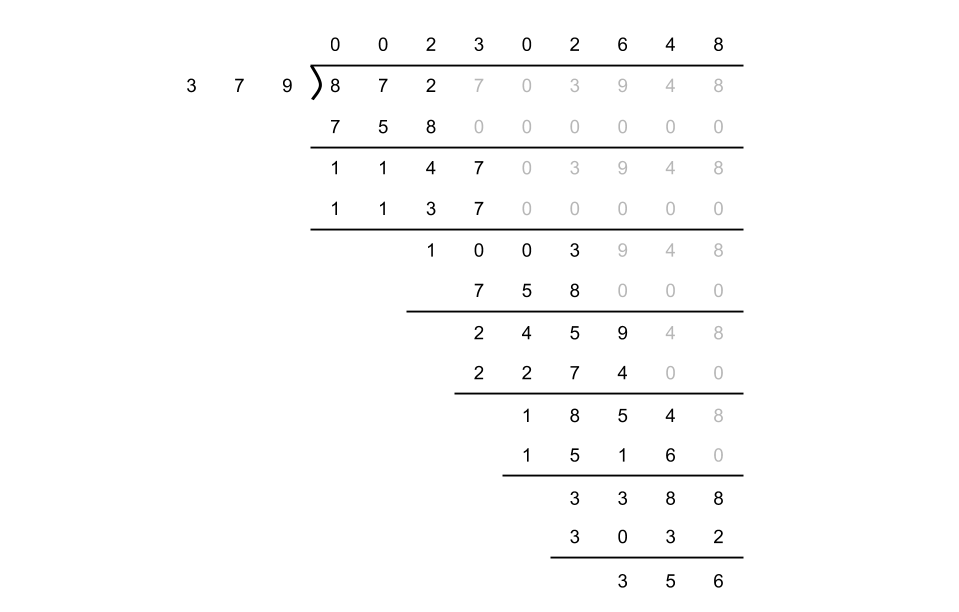 0 0 2 3 0 2 6 4 8
3 7 9 ) 8 7 2 7 0 3 9 4 8
7 5 8 0 0 0 0 0 0
1 1 4 7 0 3 9 4 8
1 1 3 7 0 0 0 0 0
1 0 0 3 9 4 8
7 5 8 0 0 0
2 4 5 9 4 8
2 2 7 4 0 0
1 8 5 4 8
1 5 1 6 0
3 3 8 8
3 0 3 2
3 5 6